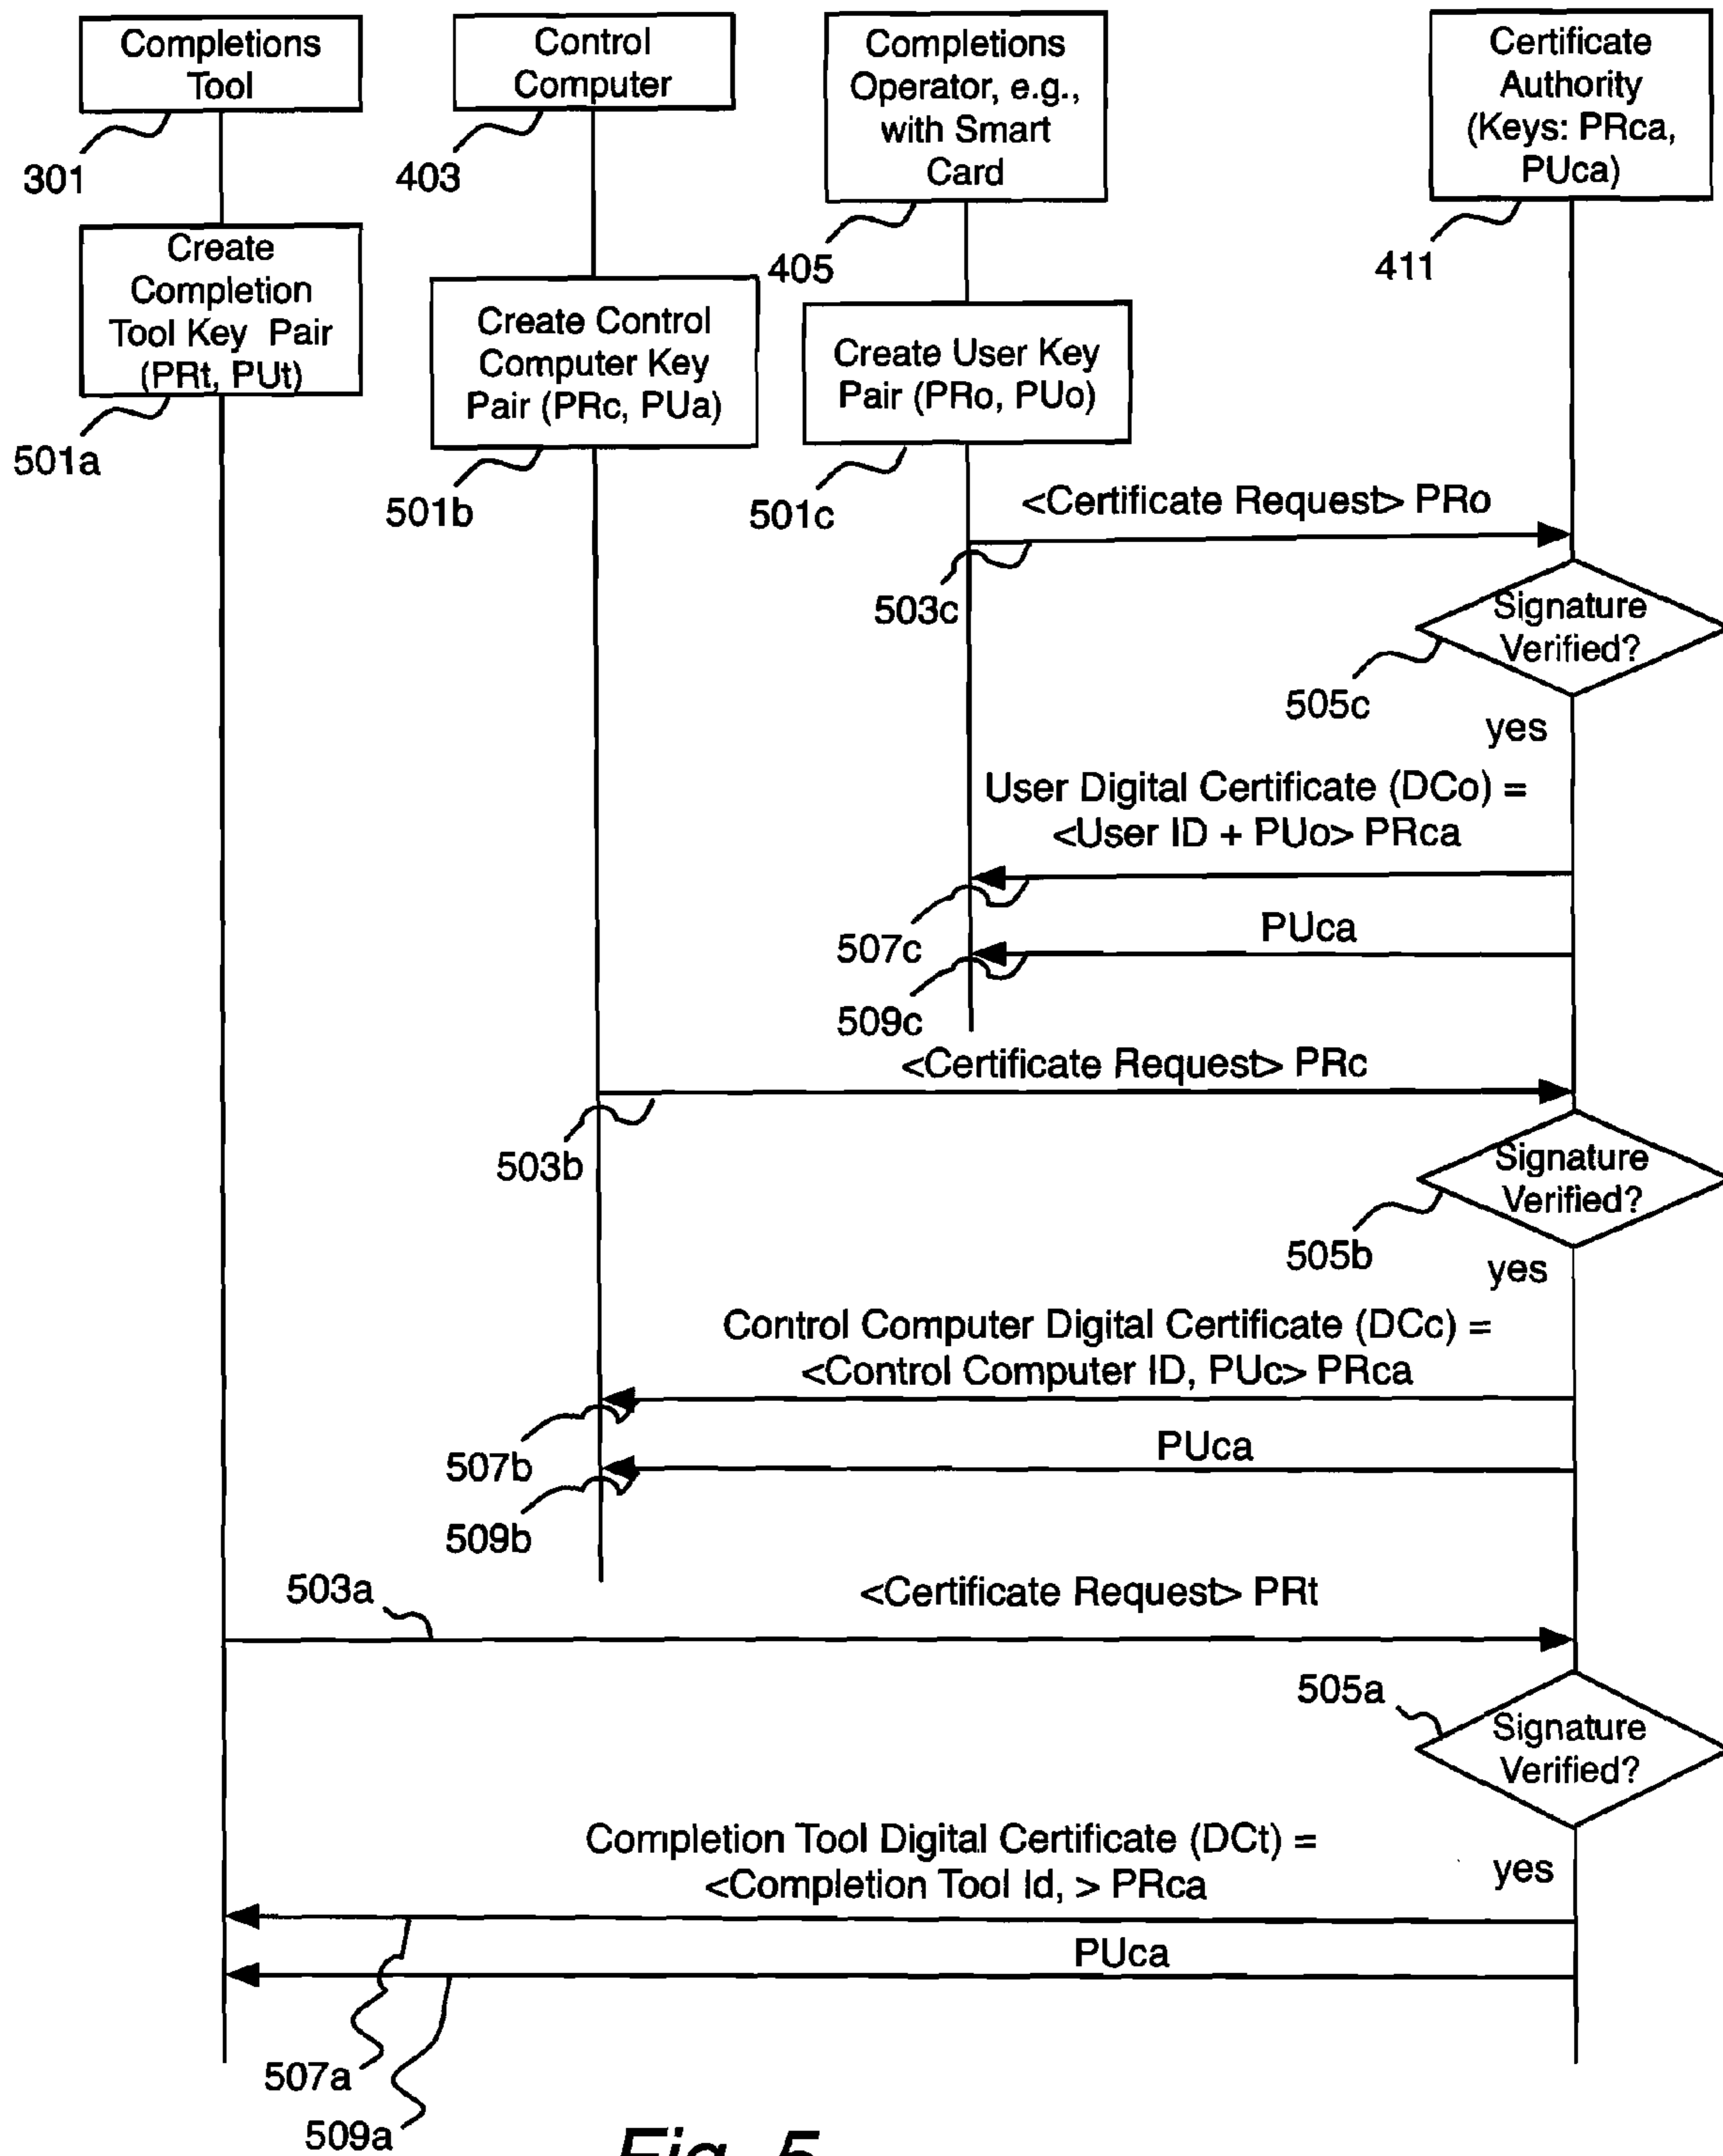 Completions
Tool
Control
Computer
Completions
Operator, e.g.,
with Smart
Card
Certificate
Authority
(Keys: PRca,
PUca)
301
403
405
411
Create
Completion
Tool Key Pair
(PRt, PUt)
Create Control
Computer Key
Pair (PRc, PUa)
Create User Key
Pair (PRo, PUo)
501a
501b
501c
<Certificate Request> PRo
503c
Signature
Verified?
505c
yes
User Digital Certificate (DCo) =
<User ID + PUo> PRca
507c
PUca
509c
<Certificate Request> PRc
503b
Signature
Verified?
505b
yes
Control Computer Digital Certificate (DCc) =
<Control Computer ID, PUc> PRca
507b
PUca
509b
503a
<Certificate Request> PRt
505a
Signature
Verified?
Completion Tool Digital Certificate (DCt) =
<Completion Tool Id, > PRca
yes
PUca
507a
509a
Fig. 5